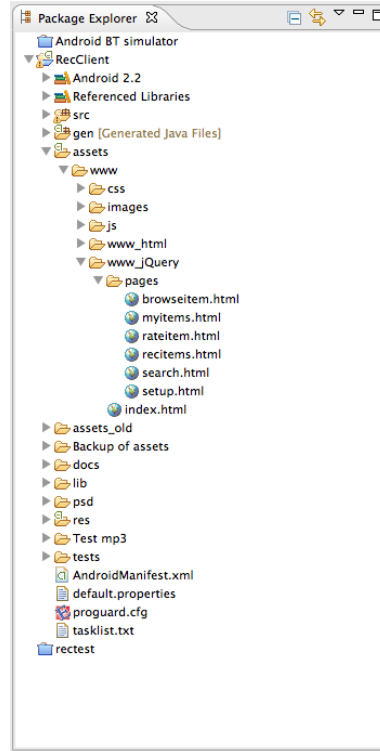 Package Explorer
Android BT simulator
RecClient
Android 2.2
Referenced Libraries
src
gen [Generated Java Files]
assets
www
css
images
js
www_html
www_jQuery
pages
browseitem.html
myitems.html
rateitem.html
recitems.html
search.html
setup.html
index.html
assets_old
Backup of assets
docs
lib
psd
res
Test mp3
tests
AndroidManifest.xml
default.properties
proguard.cfg
tasklist.txt
rectest